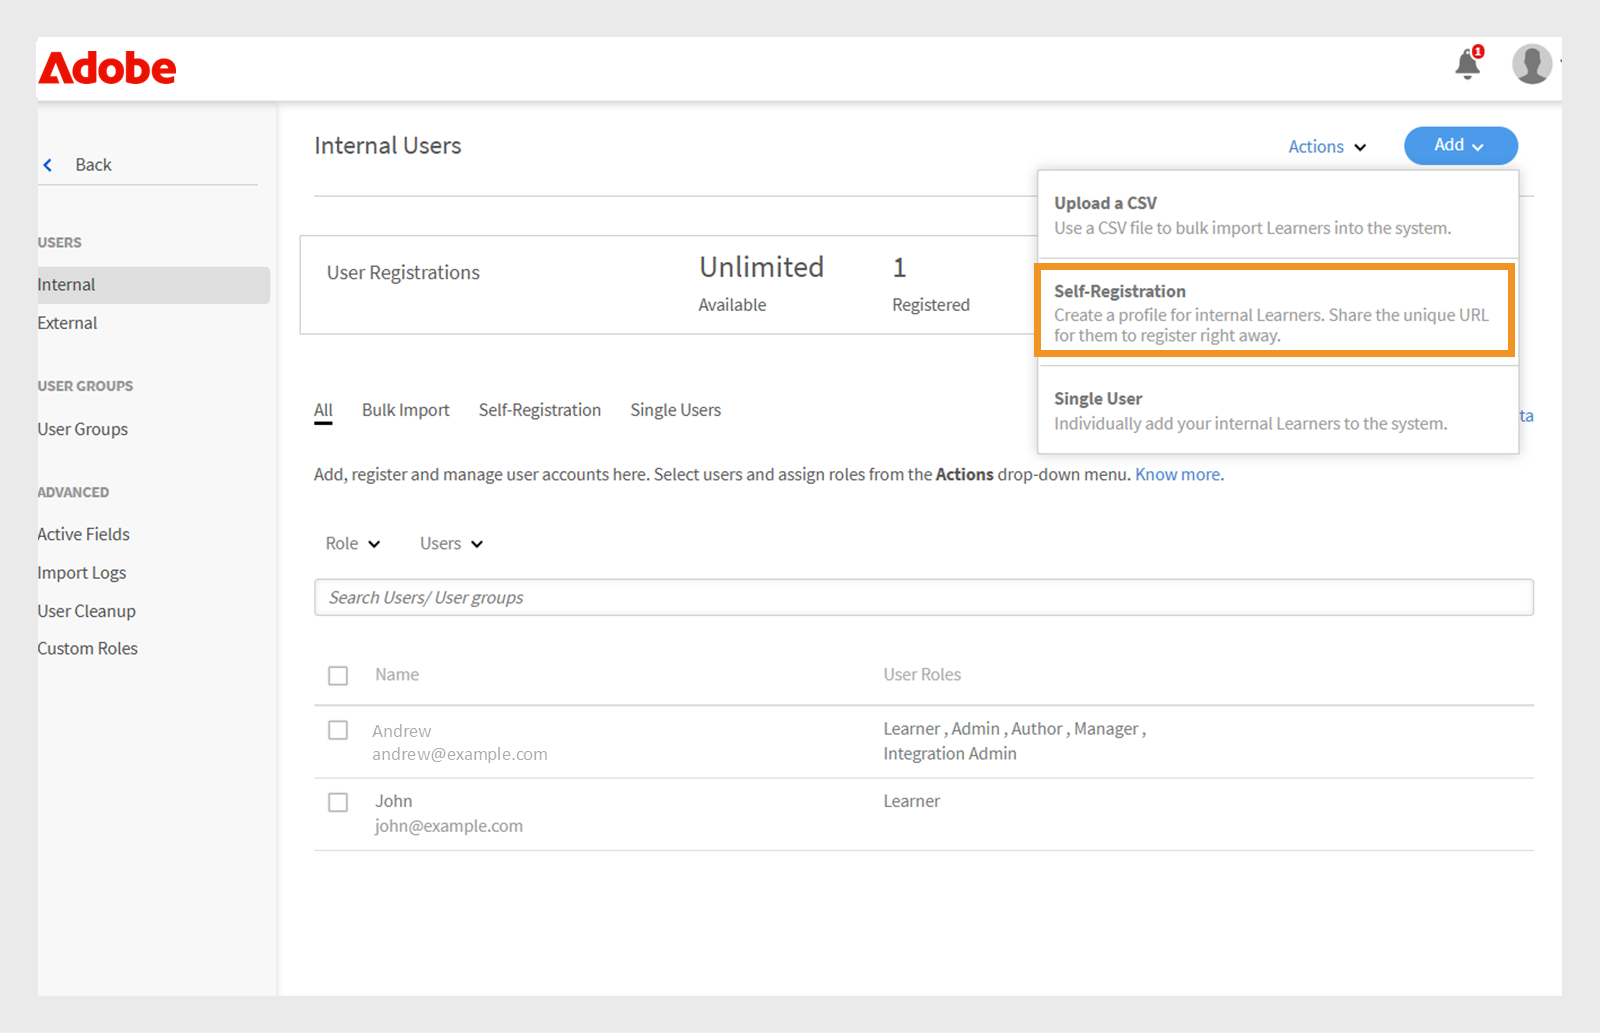 Adobe
1
Back
USERS
Internal
External
USER GROUPS
User Groups
ADVANCED
Active Fields
Import Logs
User Cleanup
Custom Roles
Internal Users
Actions
Add
Upload a CSV
Use a CSV file to bulk import Learners into the system.
Self-Registration
Create a profile for internal Learners. Share the unique URL
for them to register right away.
Single User
Individually add your internal Learners to the system.
User Registrations
Unlimited
Available
1
Registered
All Bulk Import Self-Registration Single Users
ta
Add, register and manage user accounts here. Select users and assign roles from the Actions drop-down menu. Know more.
Role Users
Search Users/ User groups
Name User Roles
Andrew
andrew@example.com
Learner , Admin , Author , Manager ,
Integration Admin
John
john@example.com
Learner